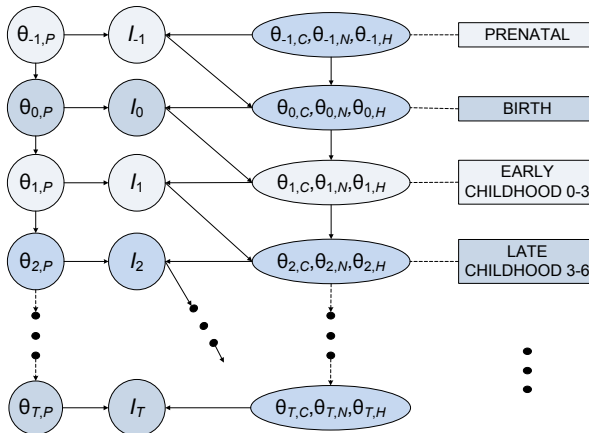 θ-1,P I-1 θ-1,C,θ-1,N,θ-1,H PRENATAL
θ0,P I0 θ0,C,θ0,N,θ0,H BIRTH
θ1,P I1 θ1,C,θ1,N,θ1,H EARLY
CHILDHOOD 0-3
θ2,P I2 θ2,C,θ2,N,θ2,H LATE
CHILDHOOD 3-6
θT,P IT θT,C,θT,N,θT,H